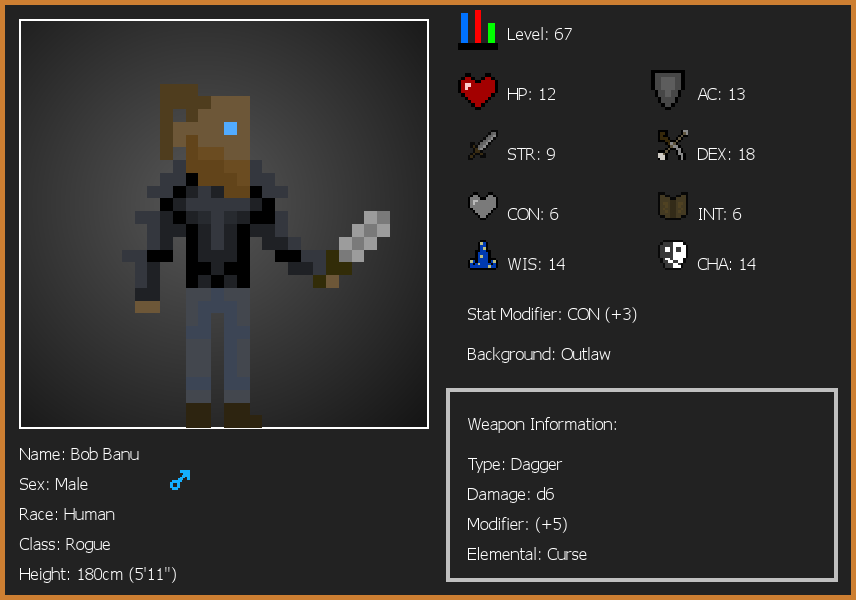 Level: 67
HP: 12
AC: 13
STR: 9
DEX: 18
CON: 6
INT: 6
WIS: 14
CHA: 14
Stat Modifier: CON (+3)
Background: Outlaw
Weapon Information:
Type: Dagger
Damage: d6
Modifier: (+5)
Elemental: Curse
Name: Bob Banu
Sex: Male
Race: Human
Class: Rogue
Height: 180cm (5'11")